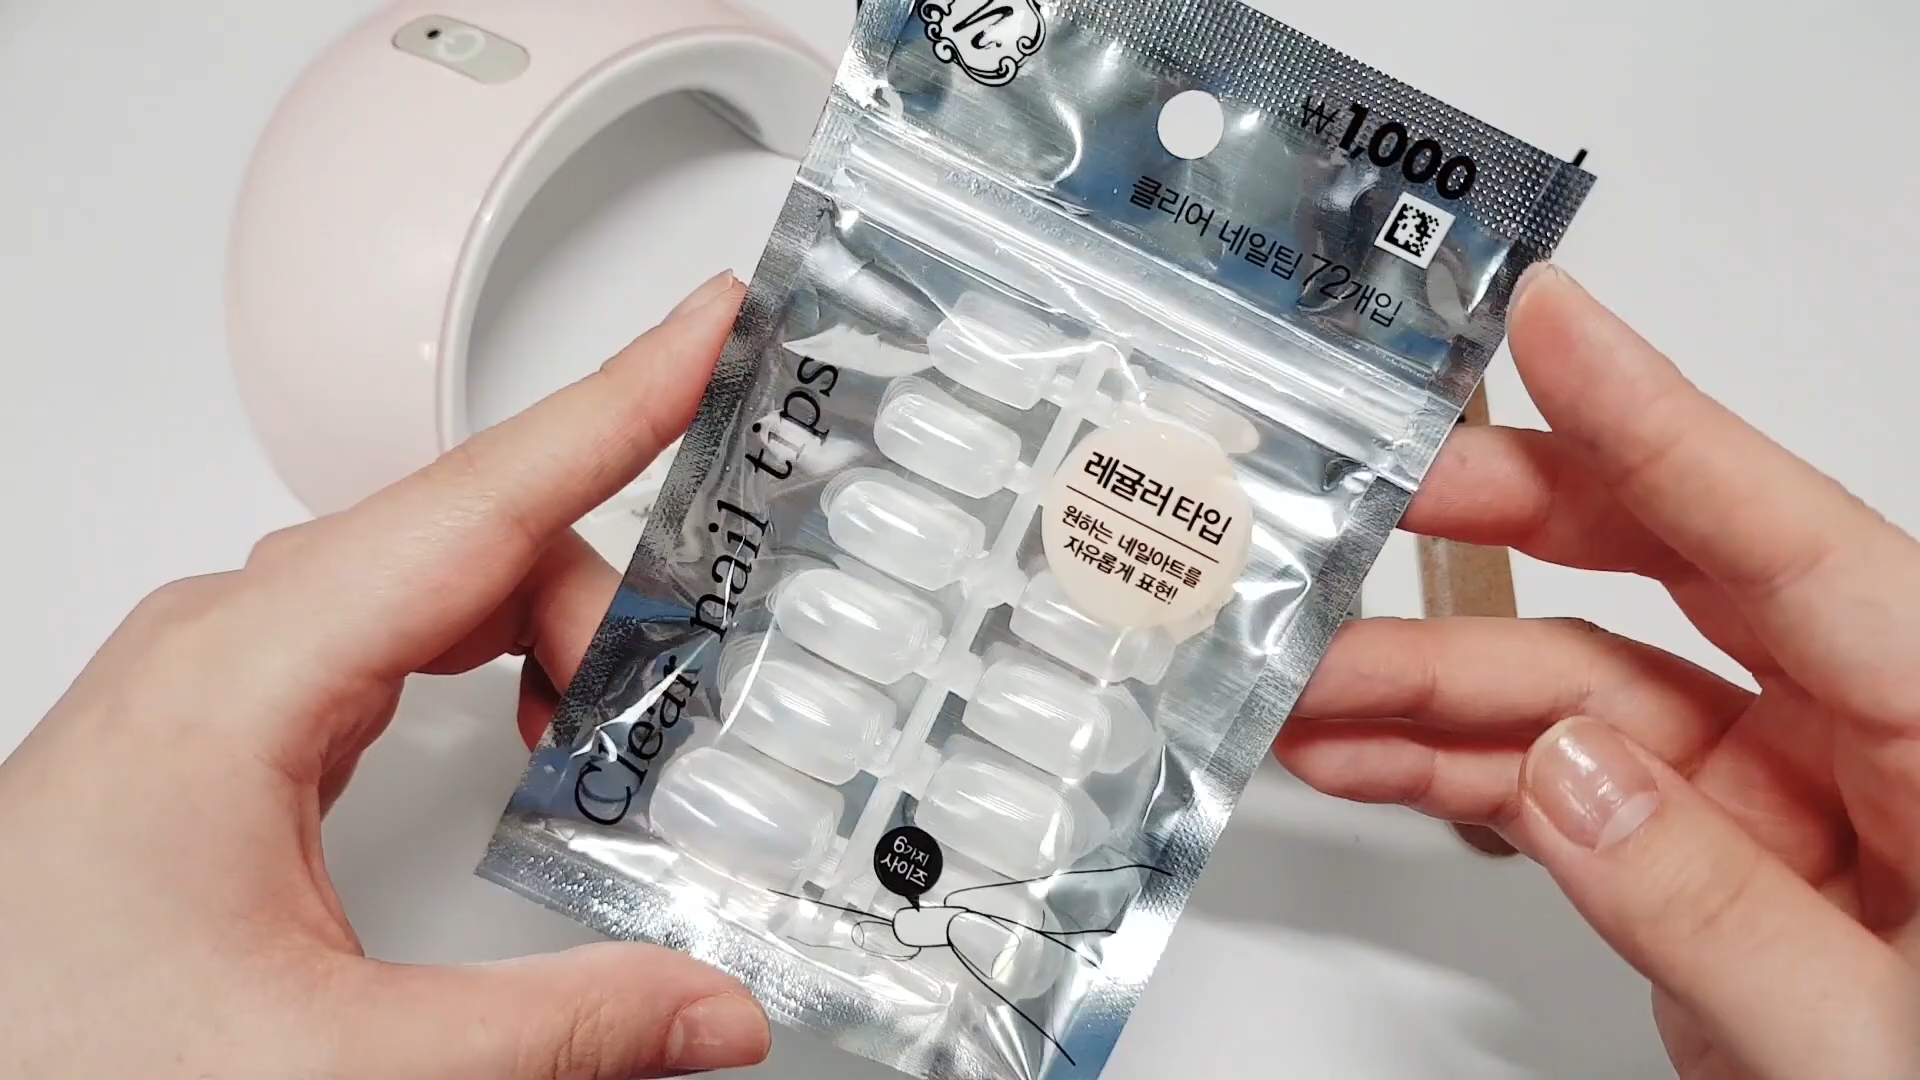 ₩1,000
클리어 네일팁 72개입
Clear nail tips
레귤러 타입
원하는 네일아트를
자유롭게 표현!
6가지
사이즈